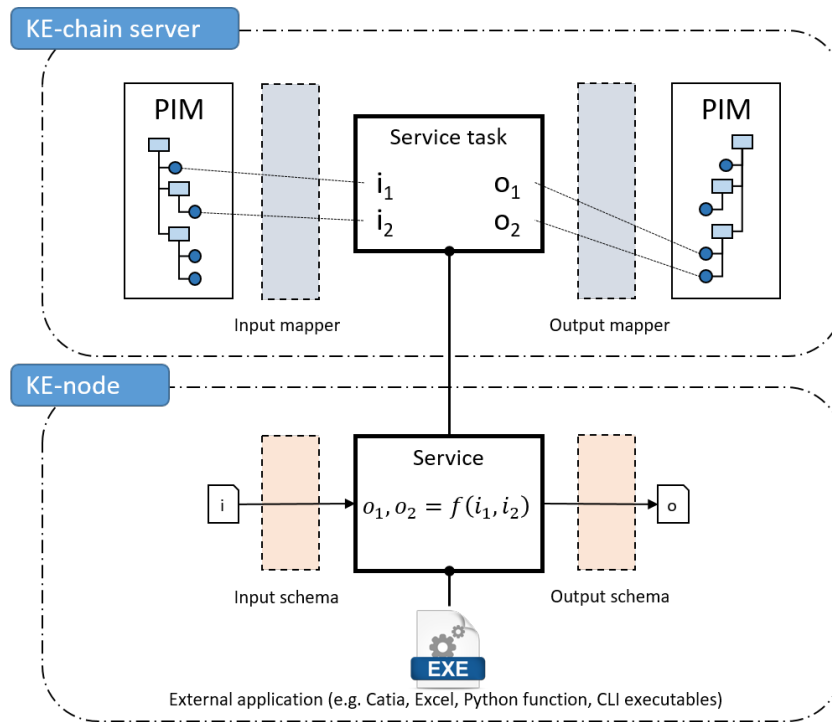 KE-chain server
PIM
Service task
PIM
i₁
o₁
i₂
o₂
Input mapper
Output mapper
KE-node
Service
i
o₁, o₂ = f(i₁, i₂)
o
Input schema
Output schema
EXE
External application (e.g. Catia, Excel, Python function, CLI executables)